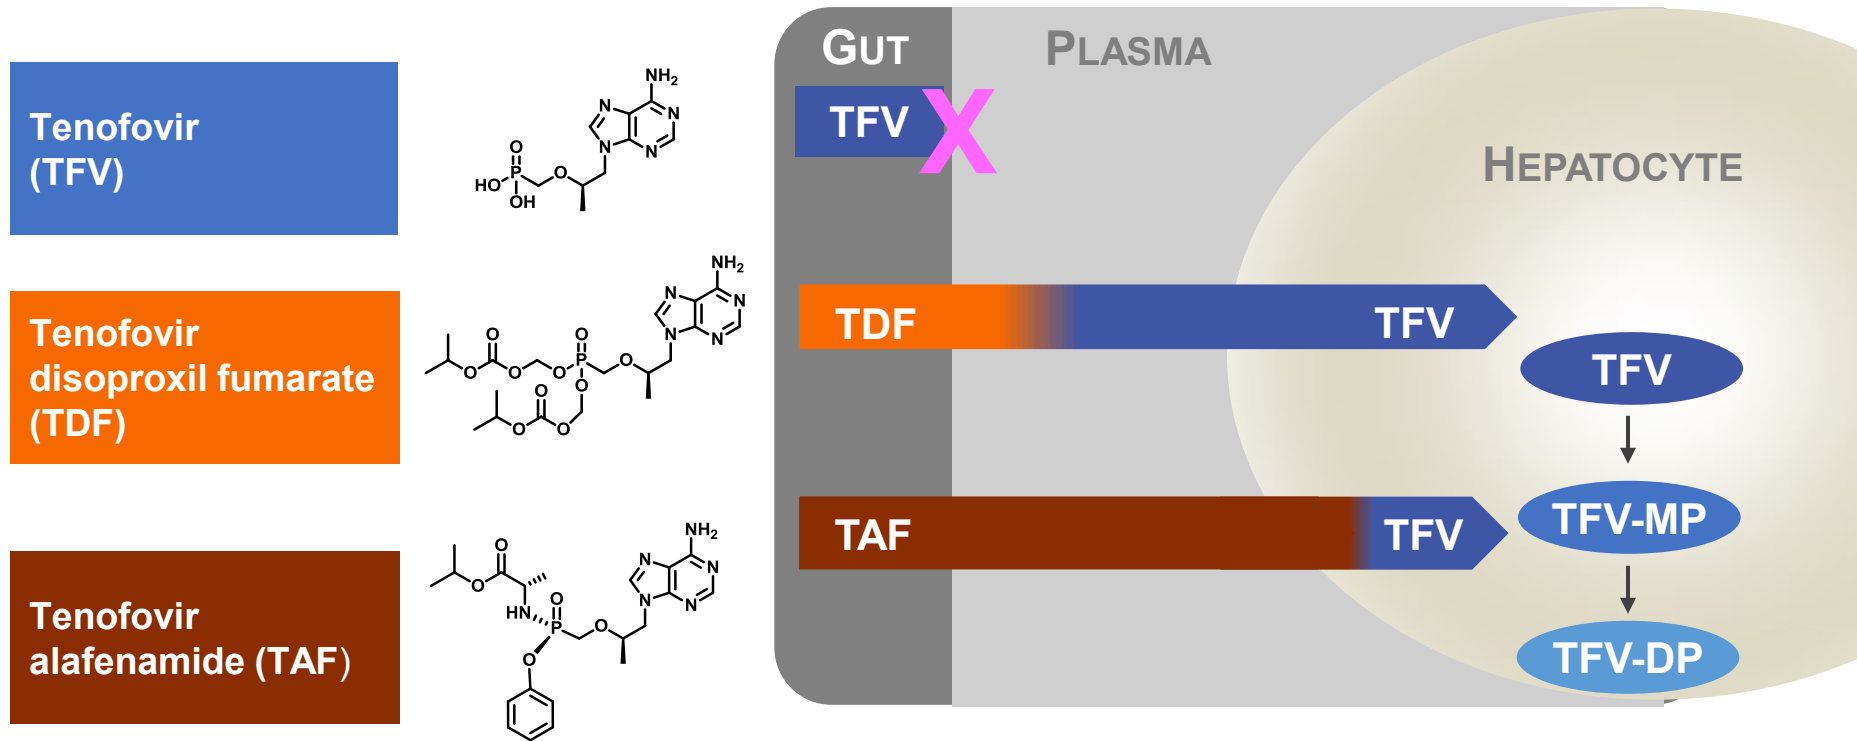 GUT
PLASMA
HEPATOCYTE
Tenofovir
(TFV)
NH2
N
N
N
N
O
HO
P
O
OH
TFV
X
Tenofovir
disoproxil fumarate
(TDF)
NH2
N
N
N
N
O
O
O
O
O
P
O
O
O
O
O
TDF
TFV
TFV
Tenofovir
alafenamide (TAF)
NH2
N
N
N
N
O
O
HN
O
P
O
O
TAF
TFV
TFV-MP
TFV-DP